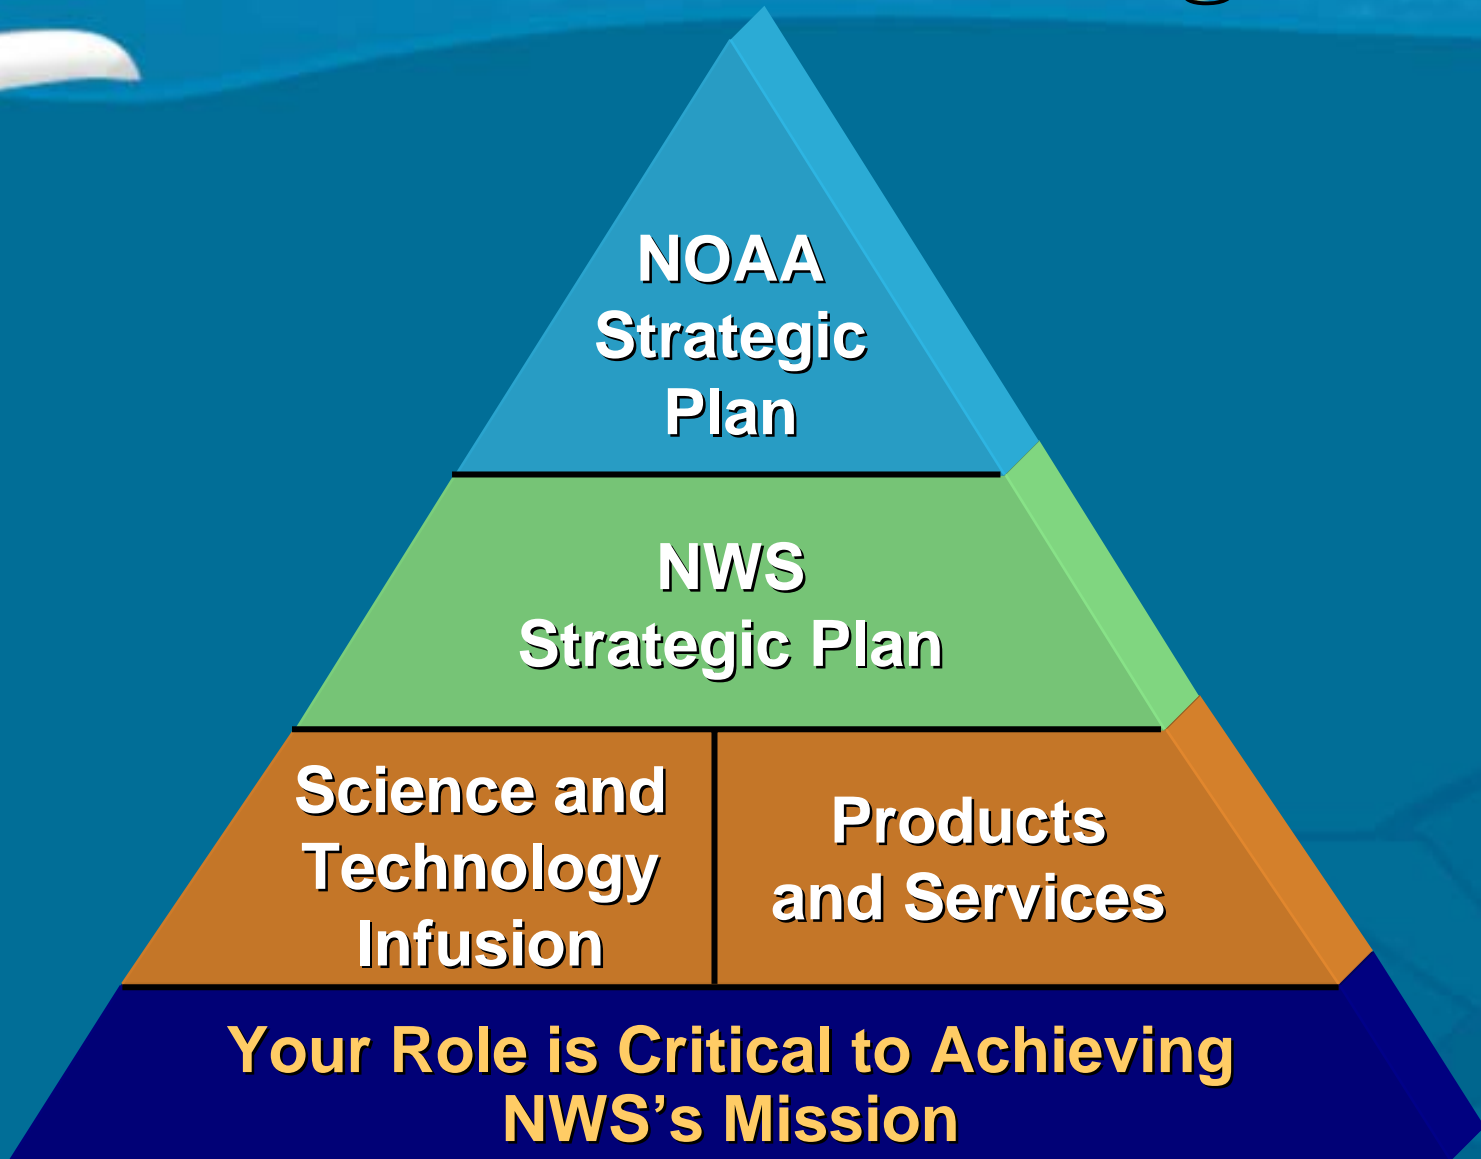 NOAA
Strategic
Plan
NWS
Strategic Plan
Science and
Technology
Infusion
Products
and Services
Your Role is Critical to Achieving
NWS’s Mission